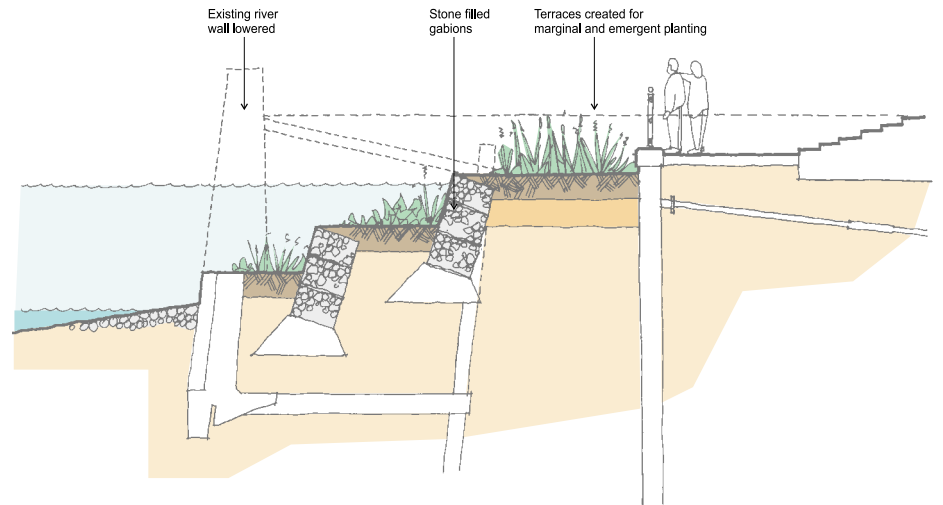 Existing river
wall lowered
Stone filled
gabions
Terraces created for
marginal and emergent planting